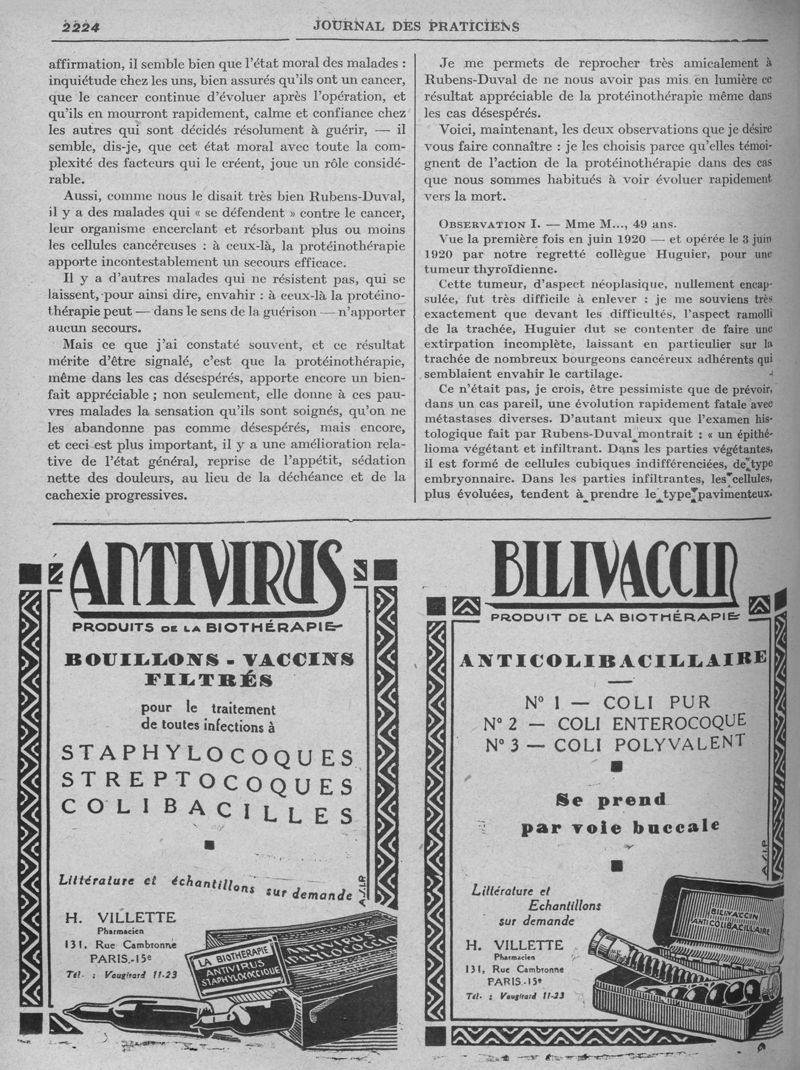 2224
JOURNAL DES PRATICIENS
affirmation, il semble bien que l'état moral des malades :
inquiétude chez les uns, bien assurés qu'ils ont un cancer,
que le cancer continue d'évoluer après l'opération, et
qu'ils en mourront rapidement, calme et confiance chez
les autres qui sont décidés résolument à guérir, — il
semble, dis-je, que cet état moral avec toute la com-
plexité des facteurs qui le créent, joue un rôle considé-
rable.
Aussi, comme nous le disait très bien Rubens-Duval,
il y a des malades qui « se défendent » contre le cancer,
leur organisme encerclant et résorbant plus ou moins
les cellules cancéreuses : à ceux-là, la protéinothérapie
apporte incontestablement un secours efficace.
Il y a d'autres malades qui ne résistent pas, qui se
laissent, pour ainsi dire, envahir : à ceux-là la protéino-
thérapie peut — dans le sens de la guérison — n'apporter
aucun secours.
Mais ce que j'ai constaté souvent, et ce résultat
mérite d'être signalé, c'est que la protéinothérapie,
même dans les cas désespérés, apporte encore un bien-
fait appréciable ; non seulement, elle donne à ces pau-
vres malades la sensation qu'ils sont soignés, qu'on ne
les abandonne pas comme désespérés, mais encore,
et ceci est plus important, il y a une amélioration rela-
tive de l'état général, reprise de l'appétit, sédation
nette des douleurs, au lieu de la déchéance et de la
cachexie progressives.
Je me permets de reprocher très amicalement à
Rubens-Duval de ne nous avoir pas mis en lumière ce
résultat appréciable de la protéinothérapie même dans
les cas désespérés.
Voici, maintenant, les deux observations que je désire
vous faire connaître : je les choisis parce qu'elles témoi-
gnent de l'action de la protéinothérapie dans des cas
que nous sommes habitués à voir évoluer rapidement
vers la mort.
OBSERVATION I. — Mme M..., 49 ans.
Vue la première fois en juin 1920 — et opérée le 3 juin
1920 par notre regretté collègue Huguier, pour une
tumeur thyroïdienne.
Cette tumeur, d'aspect néoplasique, nullement encap-
sulée, fut très difficile à enlever : je me souviens très
exactement que devant les difficultés, l'aspect ramolli
de la trachée, Huguier dut se contenter de faire une
extirpation incomplète, laissant en particulier sur la
trachée de nombreux bourgeons cancéreux adhérents qui
semblaient envahir le cartilage.
Ce n'était pas, je crois, être pessimiste que de prévoir,
dans un cas pareil, une évolution rapidement fatale avec
métastases diverses. D'autant mieux que l'examen his-
tologique fait par Rubens-Duval montrait : « un épithé-
lioma végétant et infiltrant. Dans les parties végétantes,
il est formé de cellules cubiques indifférenciées, de type
embryonnaire. Dans les parties infiltrantes, les cellules,
plus évoluées, tendent à prendre le type pavimenteux.
ANTIVIRUS
PRODUITS DE LA BIOTHÉRAPIE
BOUILLONS - VACCINS
FILTRÉS
pour le traitement
de toutes infections à
STAPHYLOCOQUES
STREPTOCOQUES
COLIBACILLES
Littérature et échantillons sur demande
H. VILLETTE
Pharmacien
131, Rue Cambronne
PARIS.-15e
Tél. : Vaugirard 11-23
LA BIOTHERAPIE
ANTIVIRUS
STAPHYLOCOCCIQUE
BILIVACCIN
PRODUIT DE LA BIOTHÉRAPIE
ANTICOLIBACILLAIRE
N° 1 — COLI PUR
N° 2 — COLI ENTEROCOQUE
N° 3 — COLI POLYVALENT
Se prend
par voie buccale
Littérature et
Echantillons
sur demande
H. VILLETTE
Pharmacien
131, Rue Cambronne
PARIS-15e
Tél. : Vaugirard 11-23
BILIVACCIN
ANTICOLIBACILLAIRE